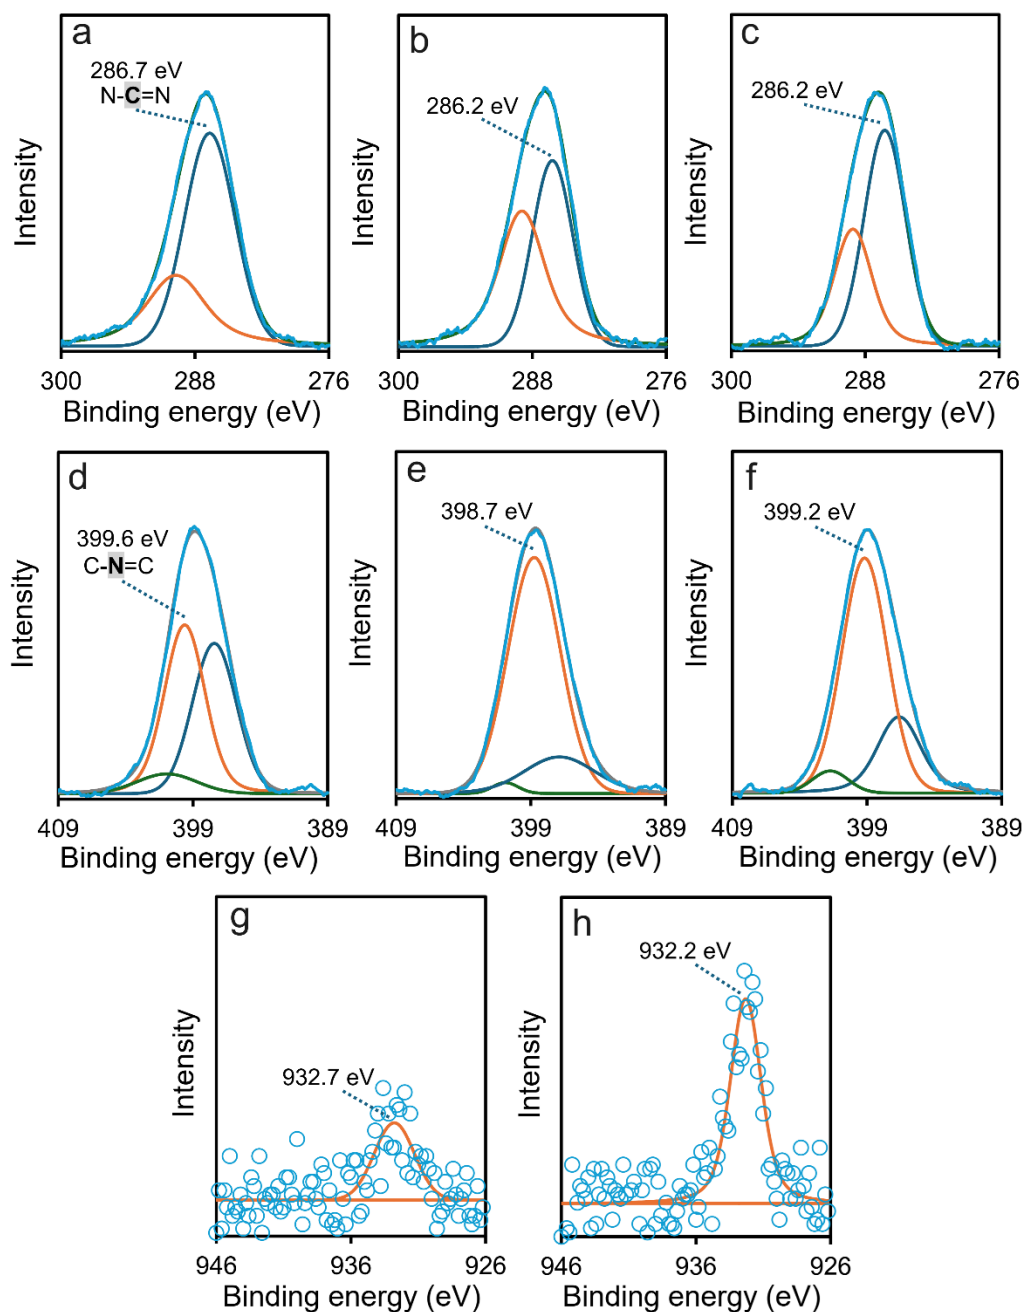 a
286.7 eV
N-C=N
Intensity
300
288
276
Binding energy (eV)
b
286.2 eV
Intensity
300
288
276
Binding energy (eV)
c
286.2 eV
Intensity
300
288
276
Binding energy (eV)
d
399.6 eV
C-N=C
Intensity
409
399
389
Binding energy (eV)
e
398.7 eV
Intensity
409
399
389
Binding energy (eV)
f
399.2 eV
Intensity
409
399
389
Binding energy (eV)
g
932.7 eV
Intensity
946
936
926
Binding energy (eV)
h
932.2 eV
Intensity
946
936
926
Binding energy (eV)